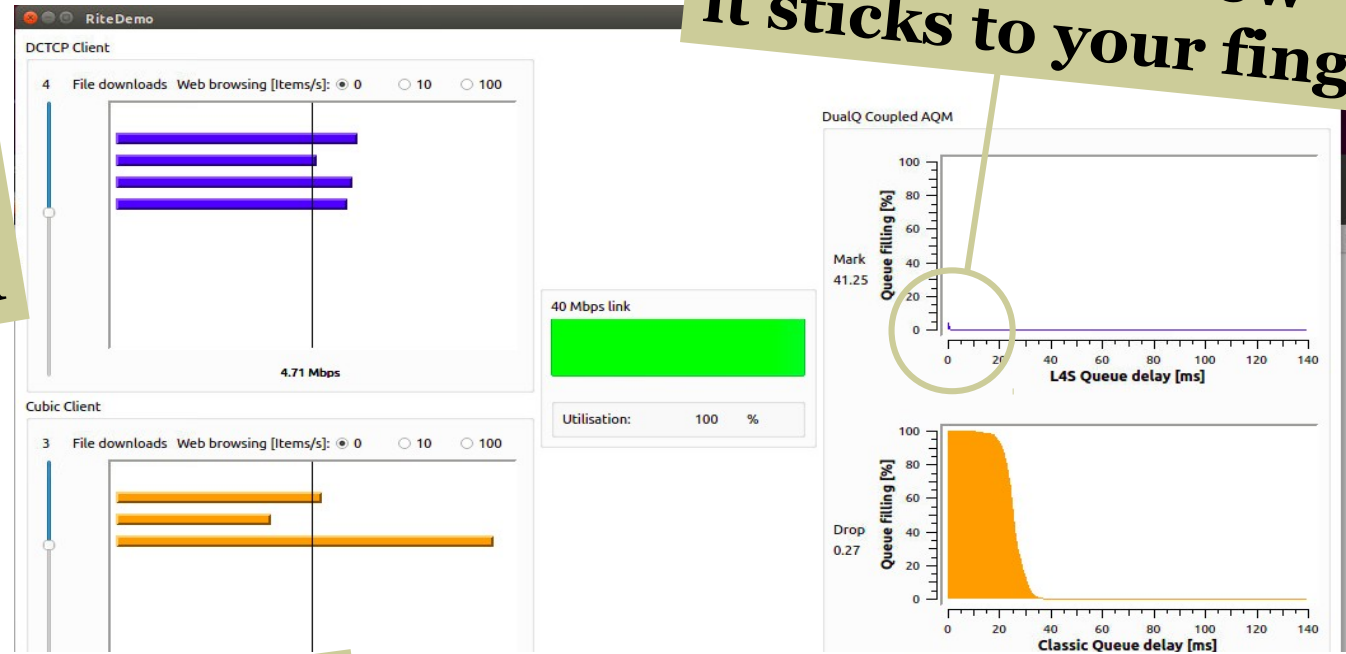 RiteDemo
it sticks to your fing
DCTCP Client
4 File downloads Web browsing [Items/s]: 0 10 100
4.71 Mbps
Cubic Client
3 File downloads Web browsing [Items/s]: 0 10 100
40 Mbps link
Utilisation: 100 %
DualQ Coupled AQM
Mark
41.25
Queue filling [%]
100
80
60
40
20
0
0 20 40 60 80 100 120 140
L4S Queue delay [ms]
Drop
0.27
Queue filling [%]
100
80
60
40
20
0
0 20 40 60 80 100 120 140
Classic Queue delay [ms]